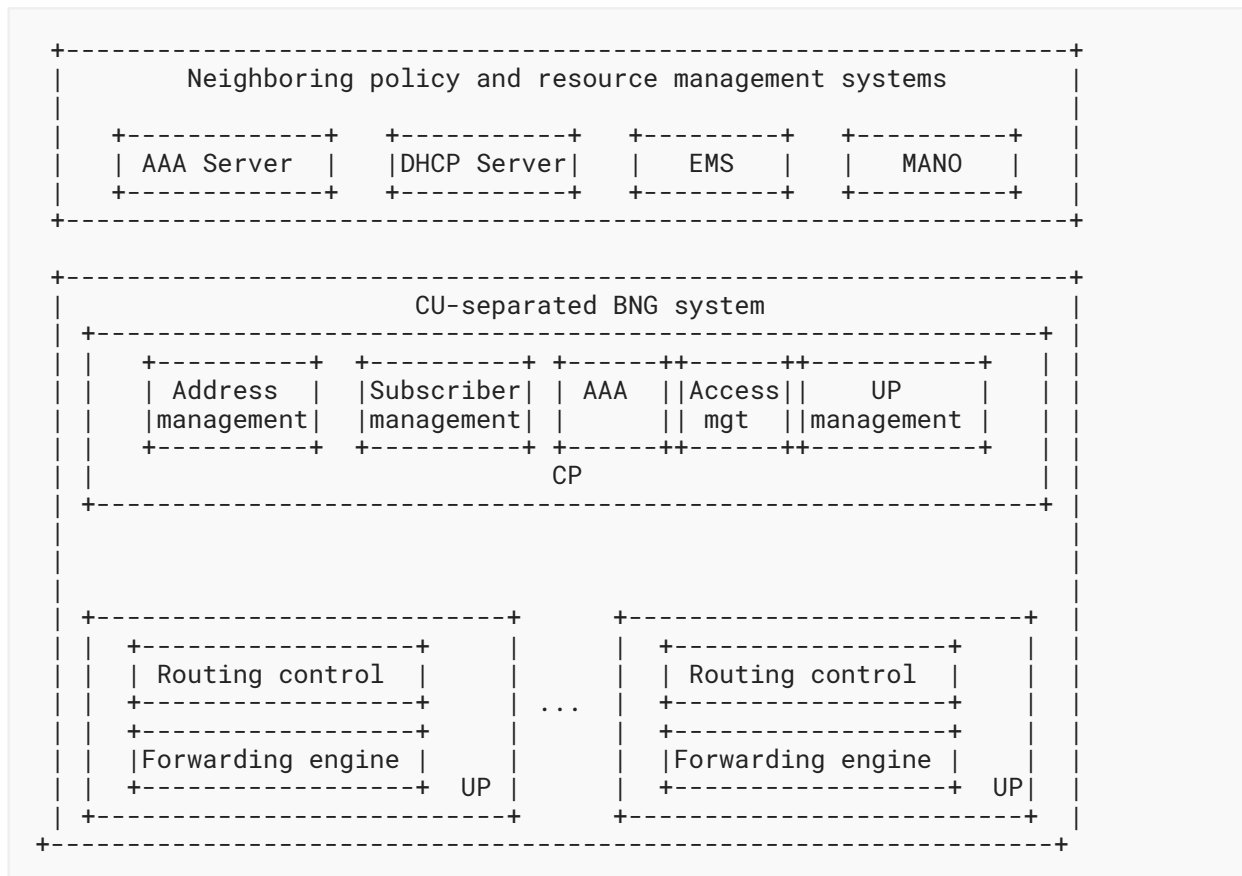 Neighboring policy and resource management systems
AAA Server DHCP Server EMS MANO
CU-separated BNG system
Address Subscriber AAA Access UP
management management mgt management
CP
Routing control Routing control
...
Forwarding engine Forwarding engine
UP UP